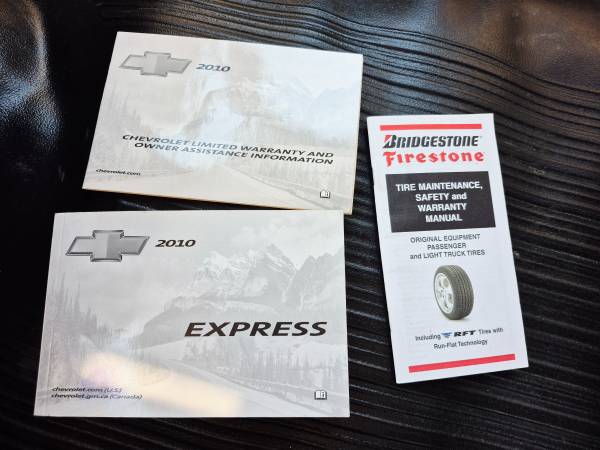 2010
CHEVROLET LIMITED WARRANTY AND
OWNER ASSISTANCE INFORMATION
chevrolet.com
2010
EXPRESS
chevrolet.com (U.S.)
chevrolet.gm.ca (Canada)
BRIDGESTONE
Firestone
TIRE MAINTENANCE,
SAFETY and
WARRANTY
MANUAL
ORIGINAL EQUIPMENT
PASSENGER
and LIGHT TRUCK TIRES
Including RFT Tires with
Run-Flat Technology